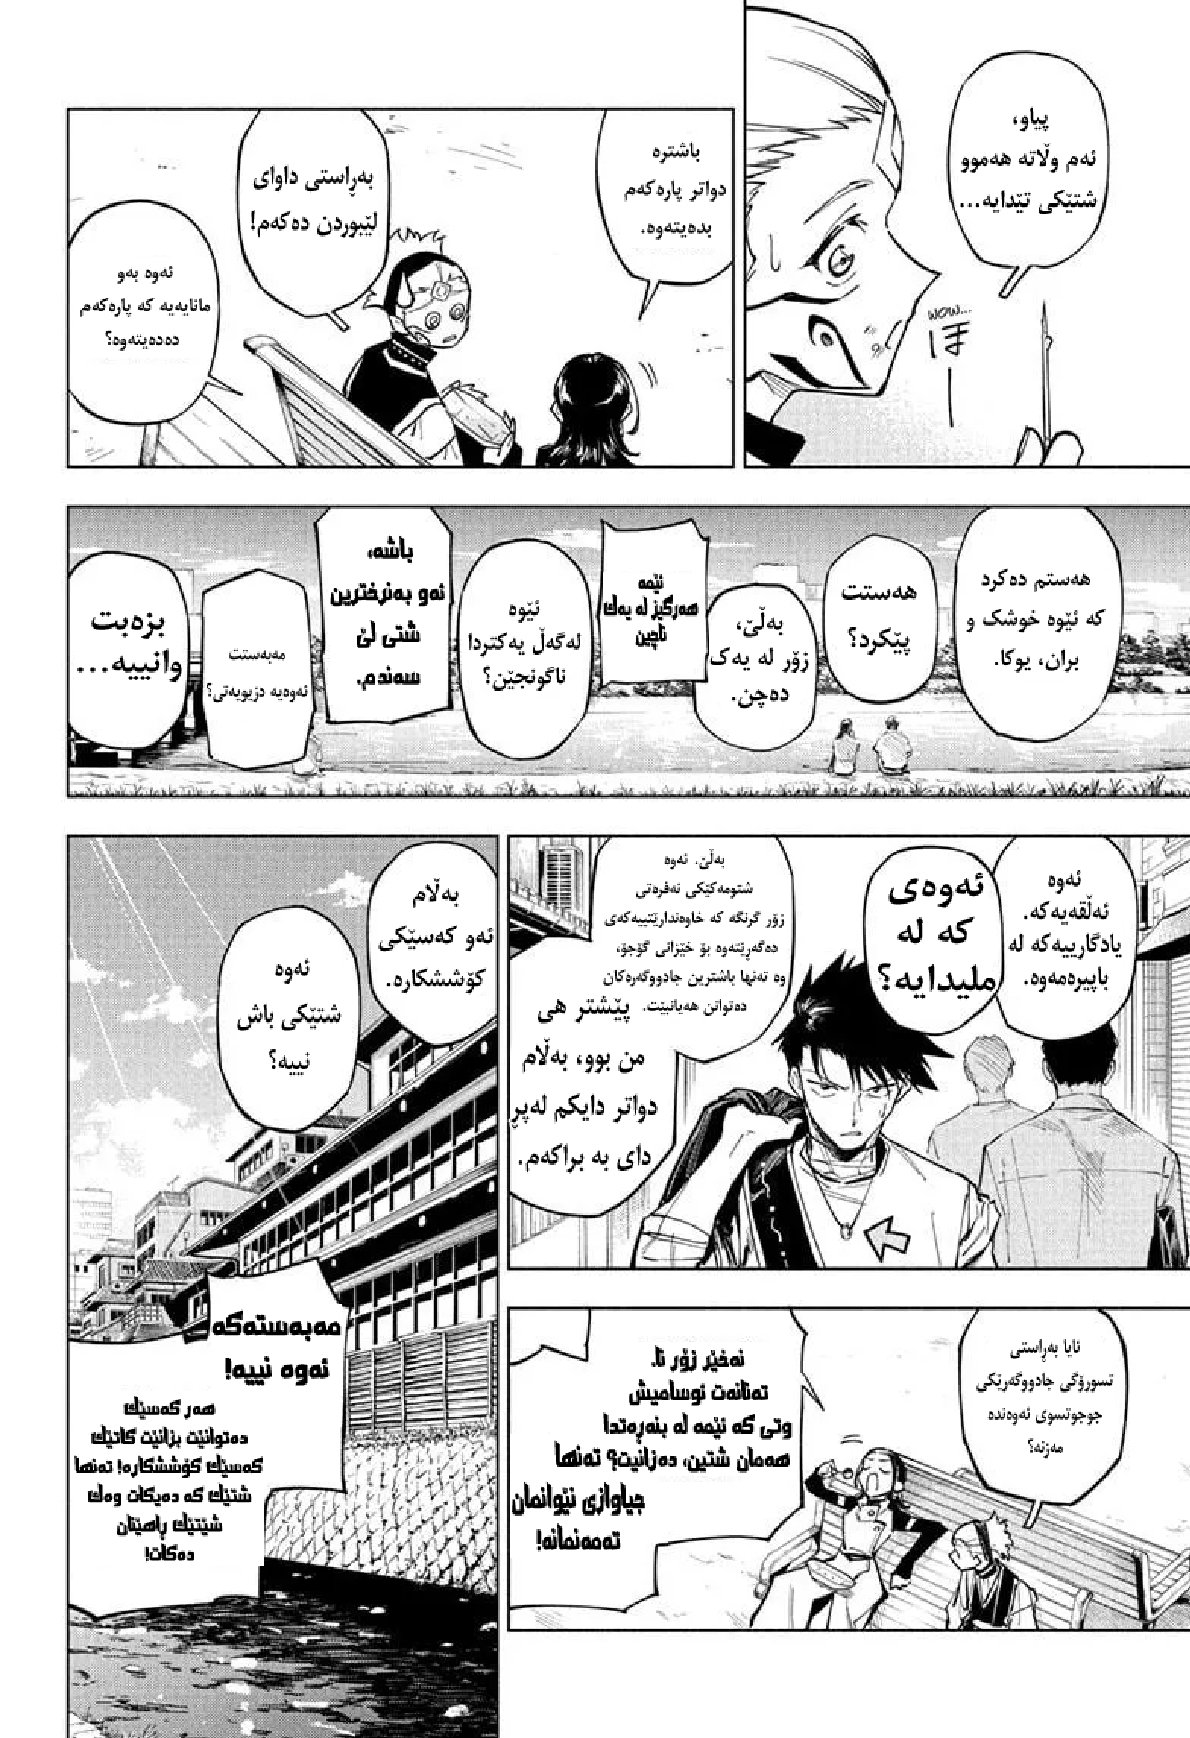 پیاو،
ئەم وڵاتە هەموو
شتێکی تێدایە...
WOW...
ほ
باشترە
دواتر پارەکەم
بدەیتەوە.
بەڕاستی داوای
لێبوردن دەکەم!
ئەوە بەو
مانایەیە کە پارەکەم
دەدەیتەوە؟
هەستم دەکرد
کە ئێوە خوشک و
بران، یوکا.
هەستت
پێکرد؟
بەڵێ،
زۆر لە یەک
دەچن.
ئێمە
هەرگیز لە یەک
ناچین
ئێوە
لەگەڵ یەکتردا
ناگونجێن؟
باشە،
ئەو بەنرخترین
شتی لێ
سەندم.
مەبەستت
ئەوەیە دزیویەتی؟
بزەبت
وانییە...
ئەوە
ئەڵقەیەکە.
یادگارییەکە لە
باپیرەمەوە.
ئەوەی
کە لە
ملیدایە؟
بەڵێ. ئەوە
شتومەکێکی نەفرەتی
زۆر گرنگە کە خاوەندارێتییەکەی
دەگەڕێتەوە بۆ خێزانی گۆجۆ،
وە تەنها باشترین جادووگەرەکان
دەتوانن هەیانبێت.
پێشتر هی
من بوو، بەڵام
دواتر دایکم لەپڕ
دای بە براکەم.
ئایا بەڕاستی
تسورۆگی جادووگەرێکی
جوجوتسوی ئەوەندە
مەزنە؟
نەخێر زۆر نا.
تەنانەت ئوسامیش
وتی کە ئێمە لە بنەڕەتدا
هەمان شتین، دەزانیت؟ تەنها
جیاوازی نێوانمان
تەمەنمانە!
بەڵام
ئەو کەسێکی
کۆششکارە.
ئەوە
شتێکی باش
نییە؟
مەبەستەکە
ئەوە نییە!
هەر کەسێک
دەتوانێت بزانێت کاتێک
کەسێک کۆششکارە! تەنها
شتێک کە دەیکات وەک
شێتێک ڕاهێنان
دەکات!